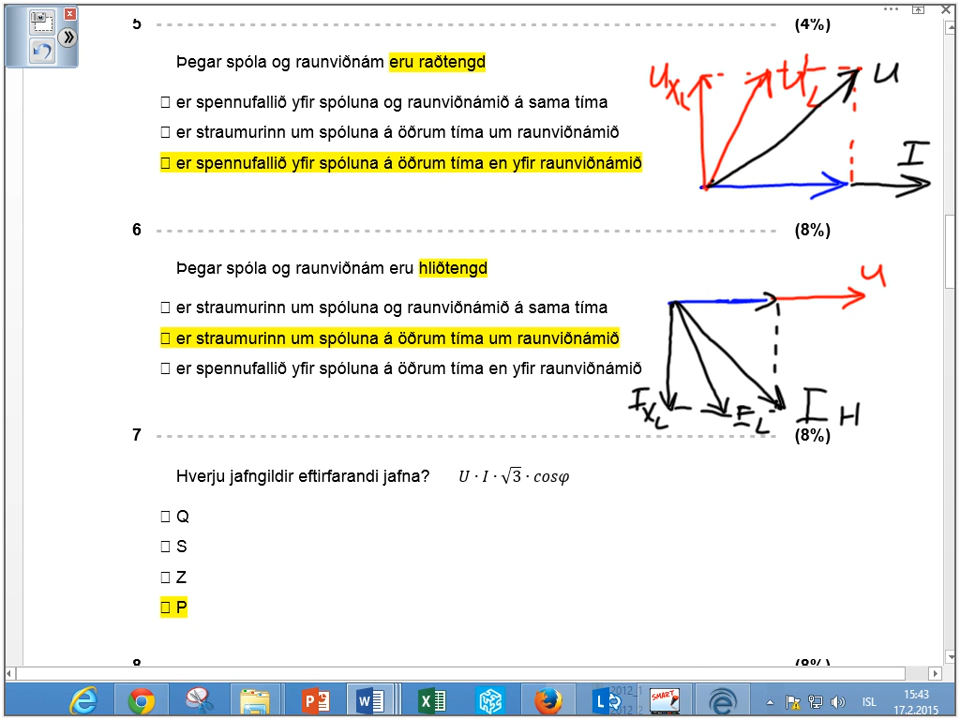 5 (4%)
Þegar spóla og raunviðnám eru raðtengd
□ er spennufallið yfir spóluna og raunviðnámið á sama tíma
□ er straumurinn um spóluna á öðrum tíma um raunviðnámið
□ er spennufallið yfir spóluna á öðrum tíma en yfir raunviðnámið
U XL
U
I
6 (8%)
Þegar spóla og raunviðnám eru hliðtengd
□ er straumurinn um spóluna og raunviðnámið á sama tíma
□ er straumurinn um spóluna á öðrum tíma um raunviðnámið
□ er spennufallið yfir spóluna á öðrum tíma en yfir raunviðnámið
U
I XL
I H
7 (8%)
Hverju jafngildir eftirfarandi jafna? U · I · √3 · cosφ
□ Q
□ S
□ Z
□ P
8 (8%)
ISL
15:43
17.2.2015